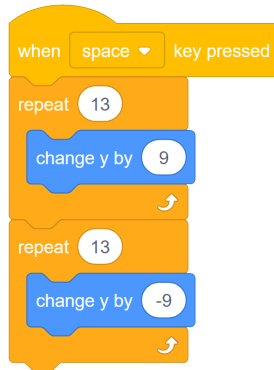 when space key pressed
repeat 13
change y by 9
repeat 13
change y by -9